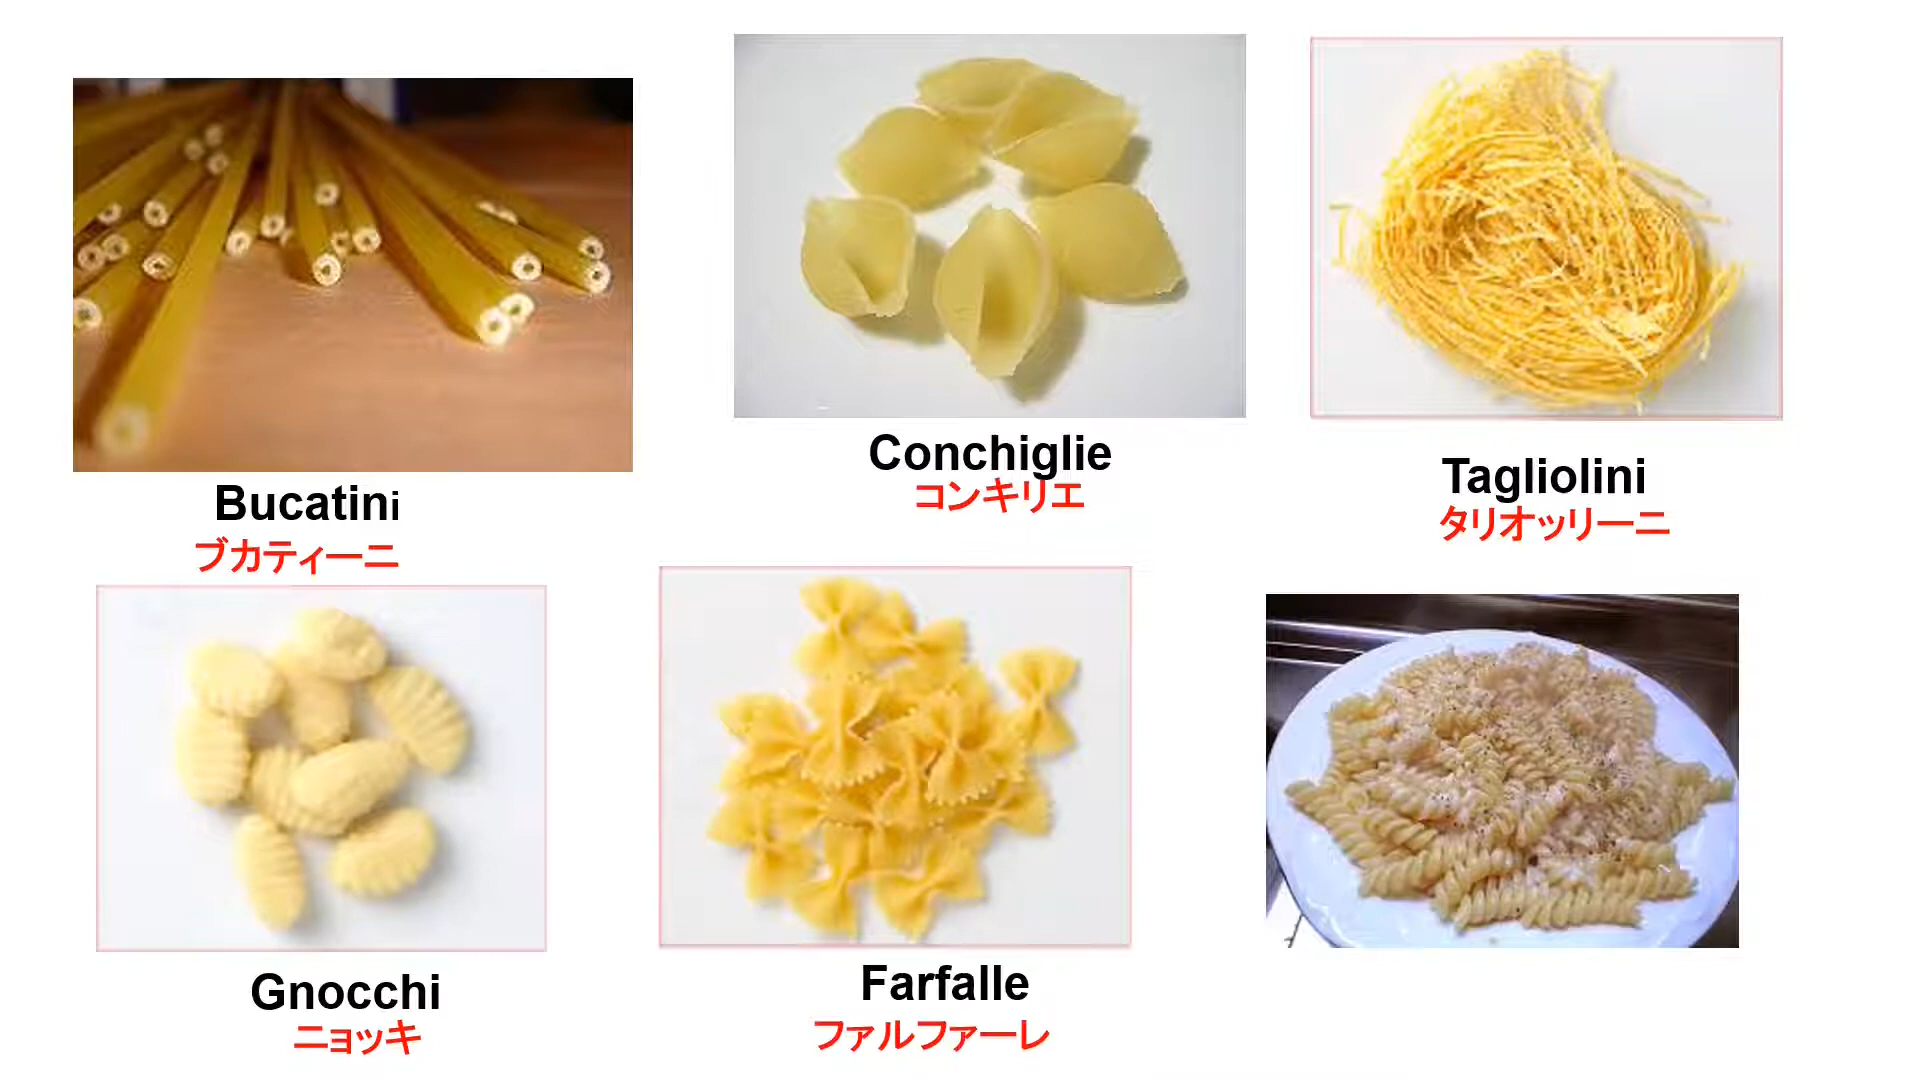 Bucatini
ブカティーニ
Conchiglie
コンキリエ
Tagliolini
タリオッリーニ
Gnocchi
ニョッキ
Farfalle
ファルファーレ